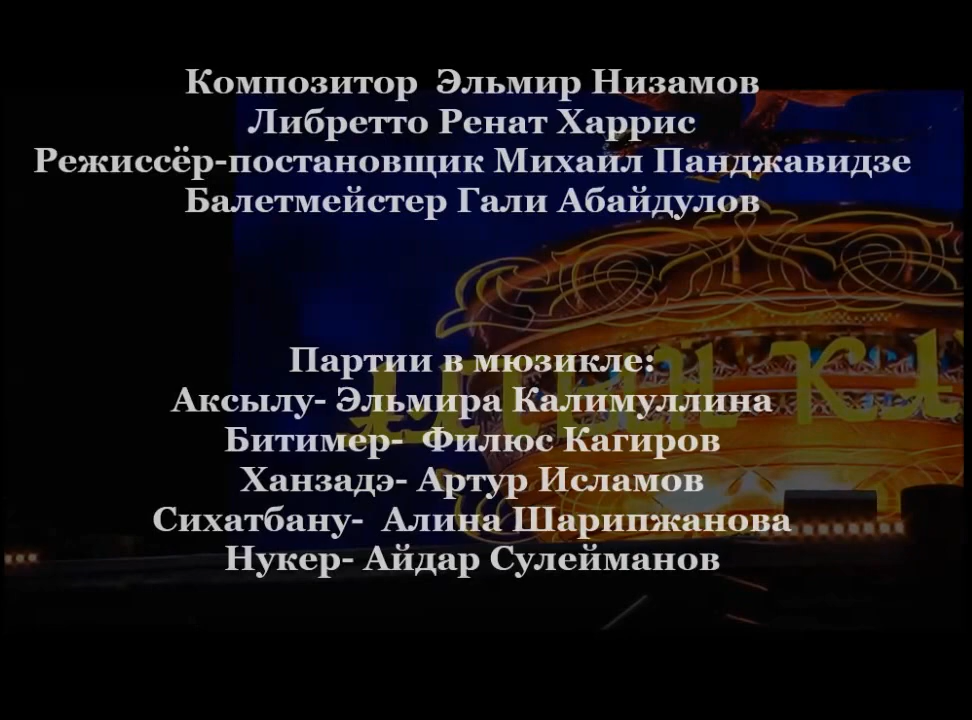 Композитор Эльмир Низамов
Либретто Ренат Харрис
Режиссёр-постановщик Михаил Панджавидзе
Балетмейстер Гали Абайдулов
Партии в мюзикле:
Аксылу- Эльмира Калимуллина
Битимер- Филюс Кагиров
Ханзадэ- Артур Исламов
Сихатбану- Алина Шарипжанова
Нукер- Айдар Сулейманов